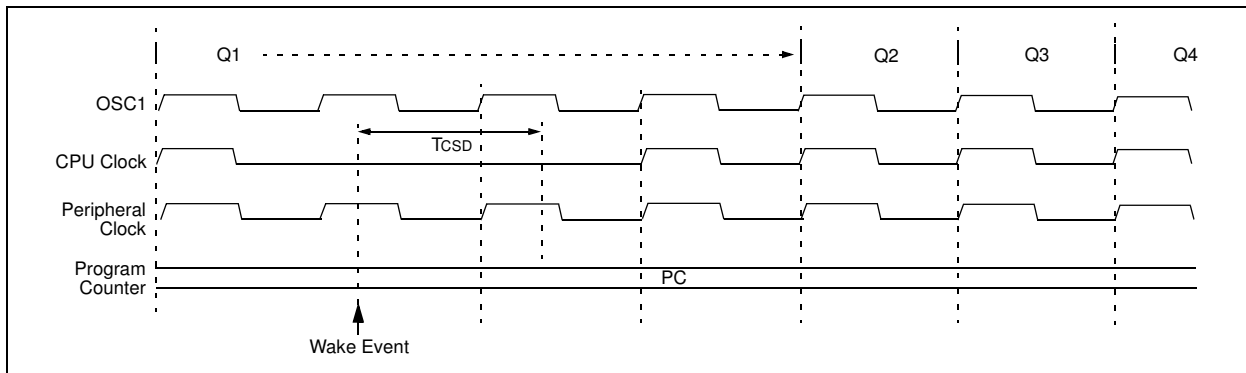 Q1 Q2 Q3 Q4
OSC1
TCSD
CPU Clock
Peripheral
Clock
Program
Counter
PC
Wake Event